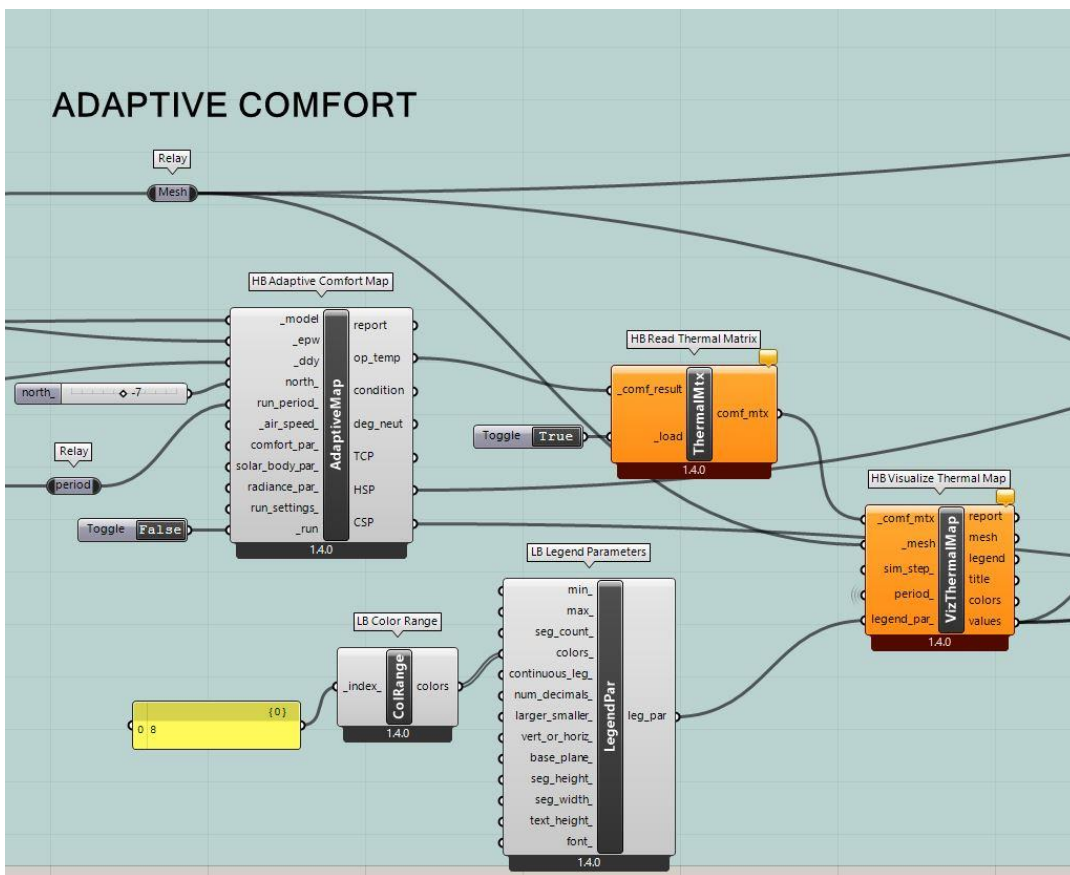 ADAPTIVE COMFORT
Relay
Mesh
HB Adaptive Comfort Map
_model
_epw
_ddy
north_
run_period_
_air_speed_
comfort_par_
solar_body_par_
radiance_par_
run_settings_
_run
AdaptiveMap
report
op_temp
condition
deg_neut
TCP
HSP
CSP
1.4.0
north_ -7
Relay
period
Toggle False
HB Read Thermal Matrix
_comf_result
_load
ThermalMtx
comf_mtx
1.4.0
Toggle True
HB Visualize Thermal Map
_comf_mtx
_mesh
sim_step_
period_
legend_par_
VizThermalMap
report
mesh
legend
title
colors
values
1.4.0
LB Legend Parameters
min_
max_
seg_count_
colors_
continuous_leg_
num_decimals_
larger_smaller_
vert_or_horiz_
base_plane_
seg_height_
seg_width_
text_height_
font_
LegendPar
leg_par
1.4.0
LB Color Range
_index_
ColRange
colors
1.4.0
{0}
0 8